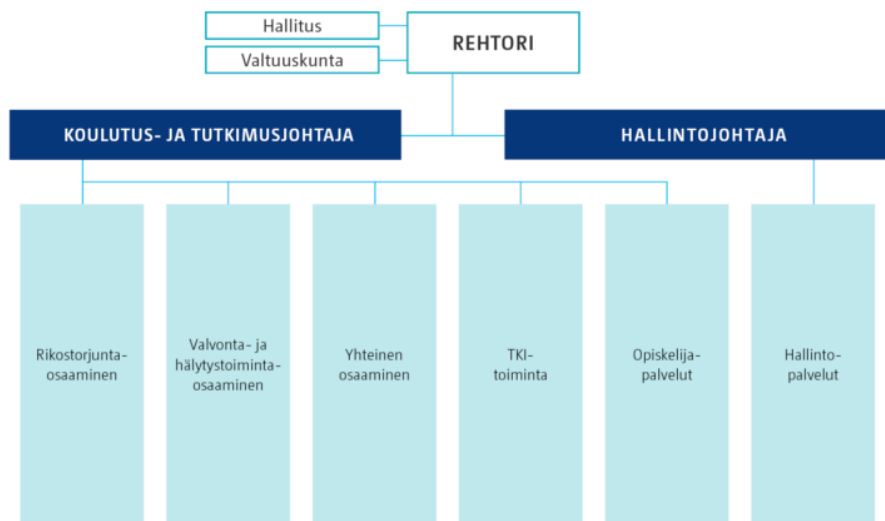 Hallitus
REHTORI
Valtuuskunta
KOULUTUS- JA TUTKIMUSJOHTAJA
HALLINTOJOHTAJA
Rikostorjunta-
osaaminen
Valvonta- ja
hälytystoiminta-
osaaminen
Yhteinen
osaaminen
TKI-
toiminta
Opiskelija-
palvelut
Hallinto-
palvelut